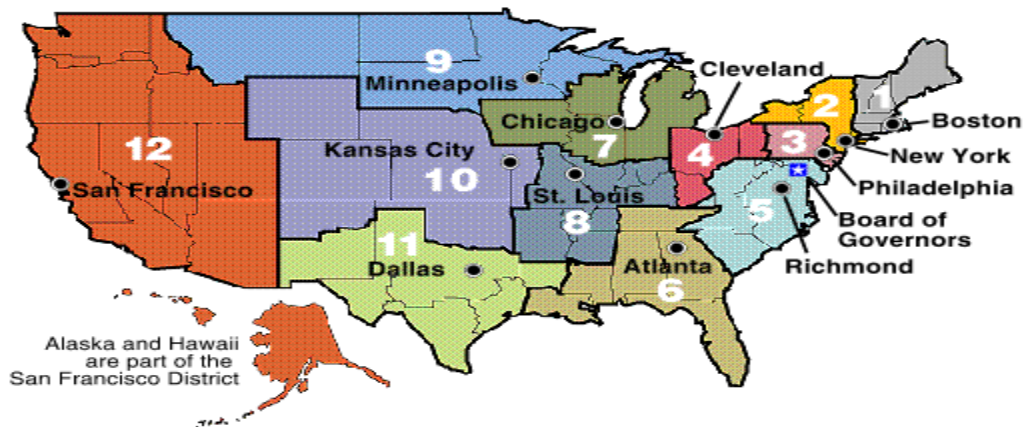 Cleveland
9
Minneapolis
2
1
Chicago
7
Boston
3
12
Kansas City
4
New York
10
San Francisco
St. Louis
Philadelphia
5
8
Board of
Governors
11
Dallas
Atlanta
Richmond
6
Alaska and Hawaii
are part of the
San Francisco District